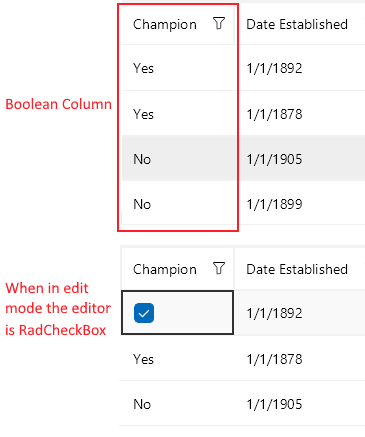 Champion Date Established
Yes 1/1/1892
Boolean Column
Yes 1/1/1878
No 1/1/1905
No 1/1/1899
Champion Date Established
When in edit
mode the editor
is RadCheckBox
1/1/1892
Yes 1/1/1878
No 1/1/1905